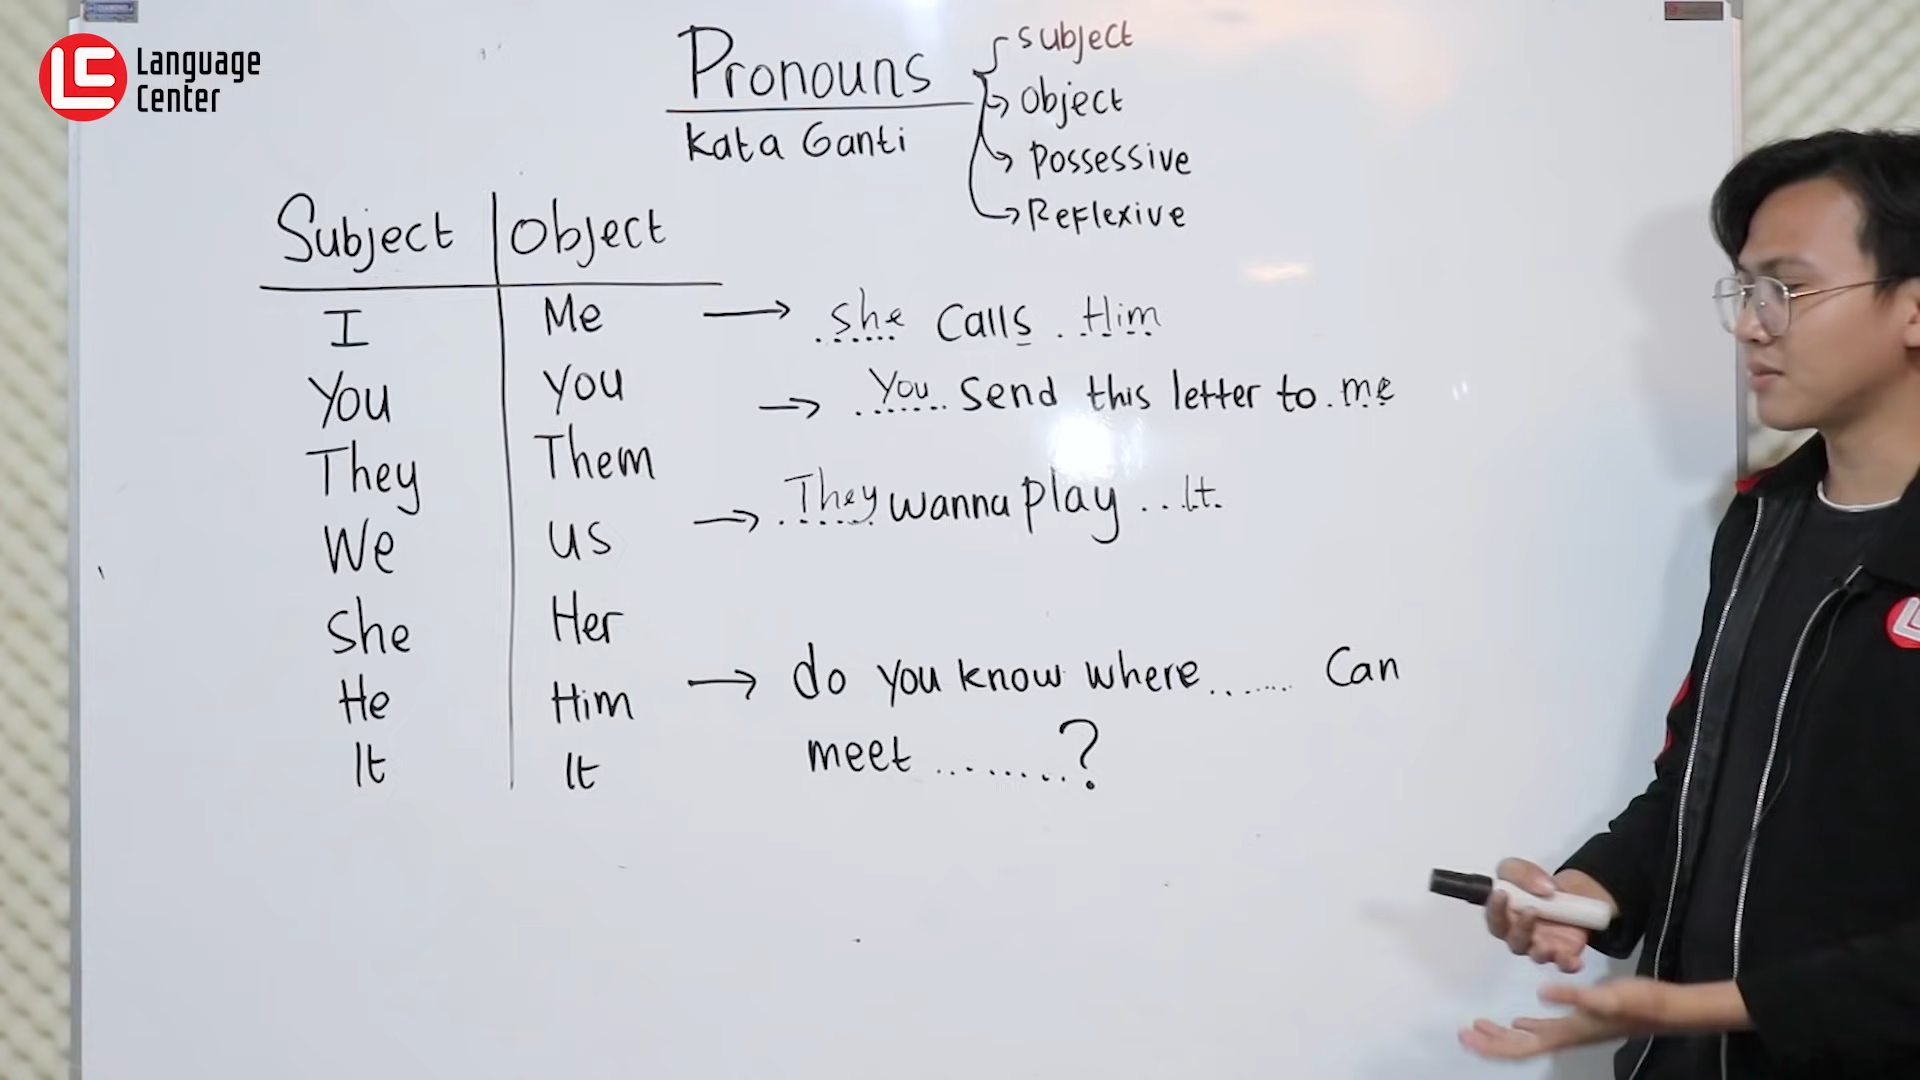 Language
Center
Pronouns
Kata Ganti
subject
Object
Possessive
Reflexive
Subject Object
I Me
You You
They Them
We us
She Her
He Him
It It
She calls . Him
You send this letter to . me
They wanna play ... It.
do you know where ....... Can
meet ........?